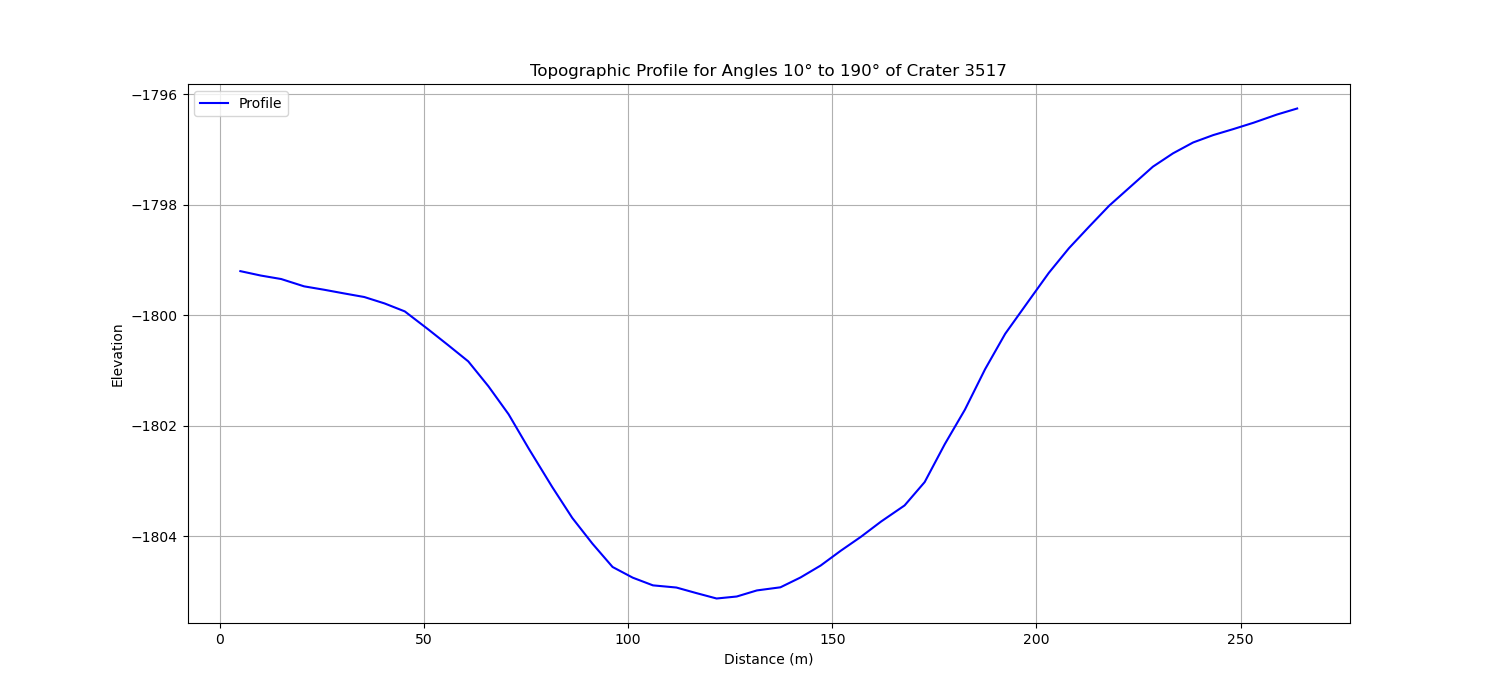 Topographic Profile for Angles 10° to 190° of Crater 3517
Profile
−1796
−1798
−1800
−1802
−1804
Elevation
0 50 100 150 200 250
Distance (m)